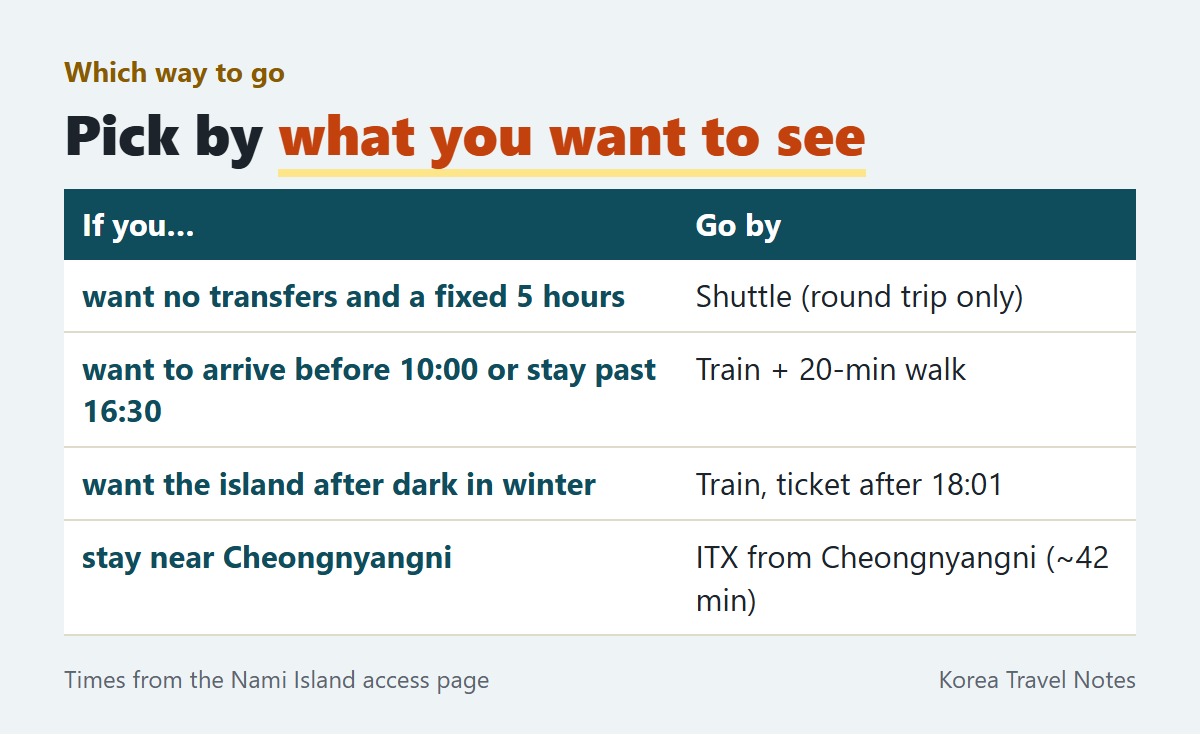 Which way to go
Pick by what you want to see
If you... Go by
want no transfers and a fixed 5 hours Shuttle (round trip only)
want to arrive before 10:00 or stay past Train + 20-min walk
16:30
want the island after dark in winter Train, ticket after 18:01
stay near Cheongnyangni ITX from Cheongnyangni (~42
min)
Times from the Nami Island access page Korea Travel Notes